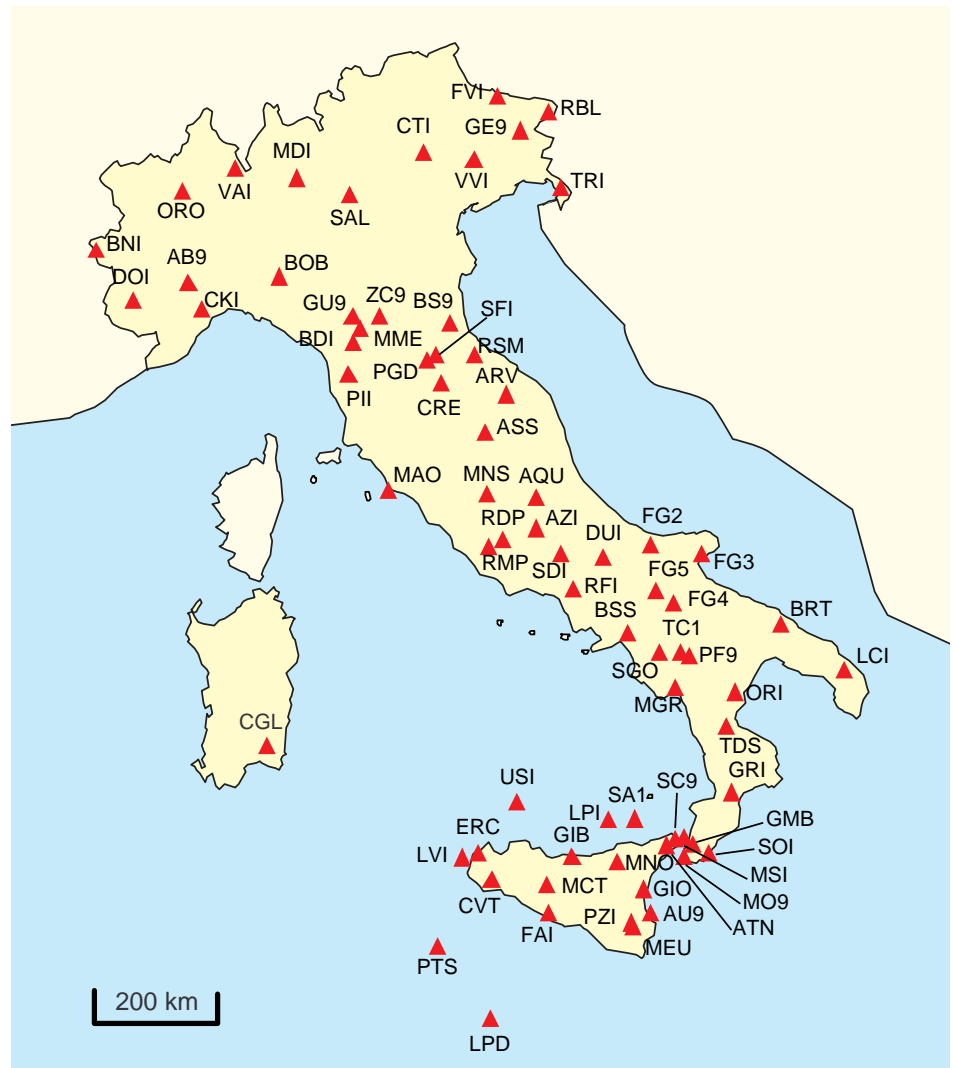 FVI
RBL
CTI
GE9
MDI
VVI
VAI
TRI
ORO
SAL
BNI
AB9
BOB
DOI
CKI
GU9
ZC9
BS9
SFI
BDI
MME
RSM
PGD
ARV
PII
CRE
ASS
MAO
MNS
AQU
RDP
AZI
DUI
FG2
RMP
SDI
FG3
FG5
RFI
FG4
BSS
TC1
BRT
PF9
SGO
LCI
MGR
ORI
CGL
TDS
GRI
USI
SC9
SA1
LPI
GMB
ERC
GIB
SOI
LVI
MNO
MSI
CVT
MCT
GIO
MO9
PZI
AU9
FAI
ATN
MEU
PTS
200 km
LPD